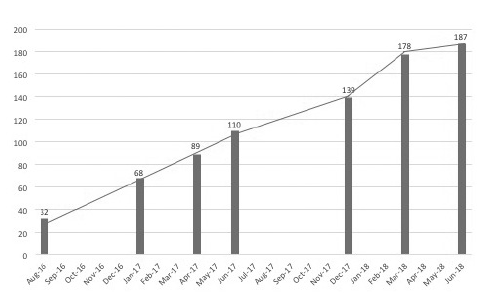 200
180
160
140
120
100
80
60
40
20
0
32
68
89
110
139
178
187
Aug-16
Sep-16
Oct-16
Nov-16
Dec-16
Jan-17
Feb-17
Mar-17
Apr-17
May-17
Jun-17
Jul-17
Aug-17
Sep-17
Oct-17
Nov-17
Dec-17
Jan-18
Feb-18
Mar-18
Apr-18
May-18
Jun-18